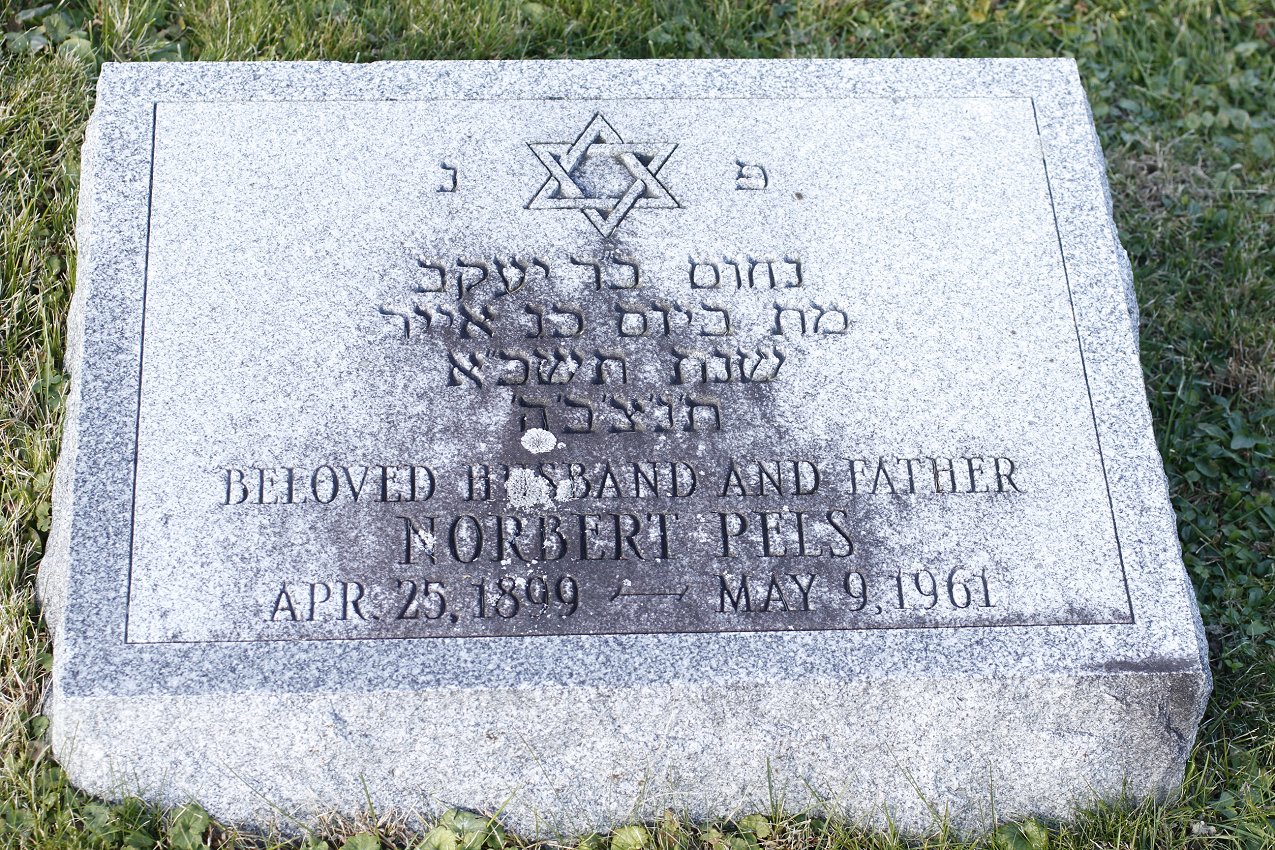 פ נ
נחום בר יעקב
מת ביום כג אייר
שנת תשכ"א
ת'נ'צ'ב'ה'
BELOVED HUSBAND AND FATHER
NORBERT PELS
APR. 25, 1899 — MAY 9, 1961